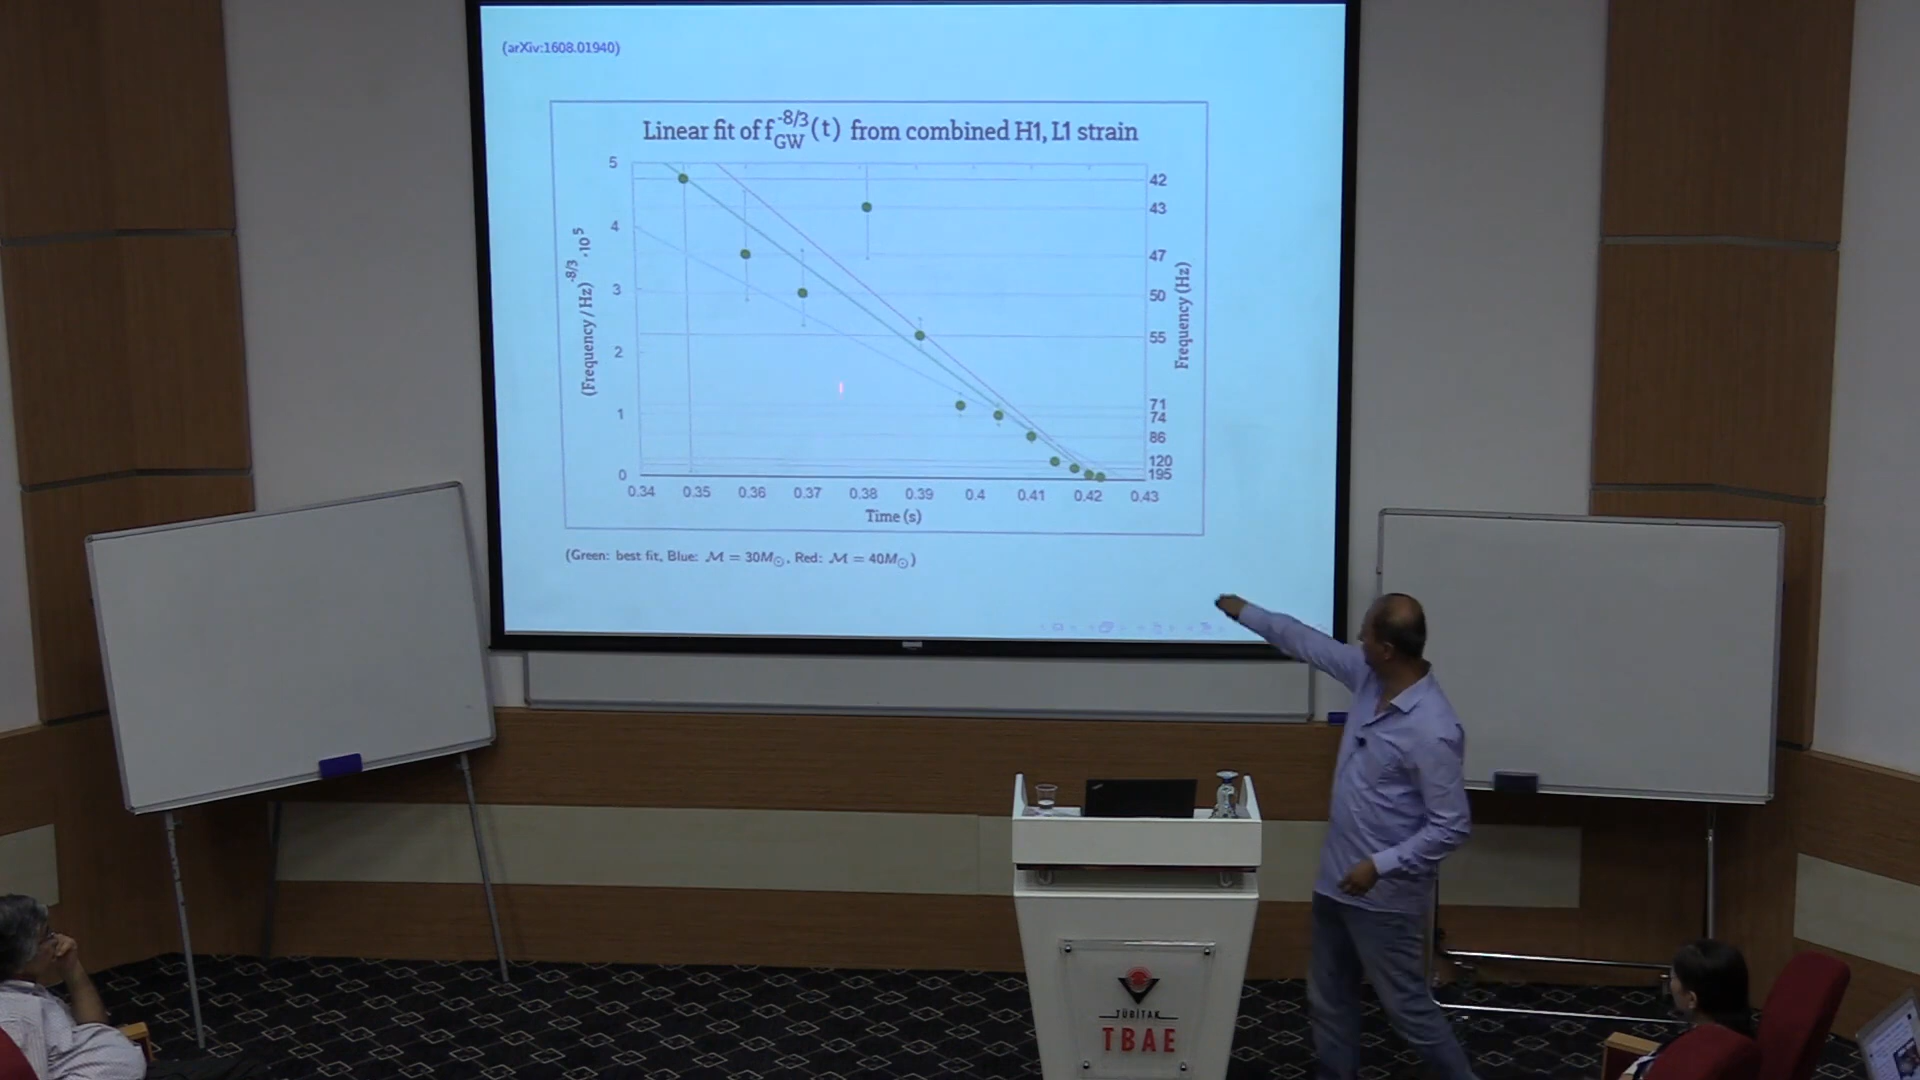 (arXiv:1608.01940)
Linear fit of f_GW^-8/3(t) from combined H1, L1 strain
(Frequency / Hz)^-8/3 .10^5
5
4
3
2
1
0
42
43
47
50
55
71
74
86
120
195
Frequency (Hz)
0.34 0.35 0.36 0.37 0.38 0.39 0.4 0.41 0.42 0.43
Time (s)
(Green: best fit, Blue: ℳ = 30M⊙, Red: ℳ = 40M⊙)
TÜBİTAK
TBAE